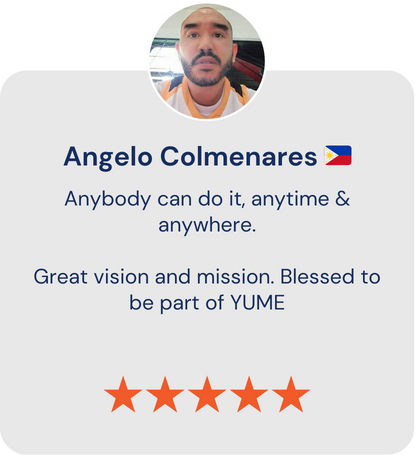 Angelo Colmenares 🇵🇭
Anybody can do it, anytime &
anywhere.
Great vision and mission. Blessed to
be part of YUME